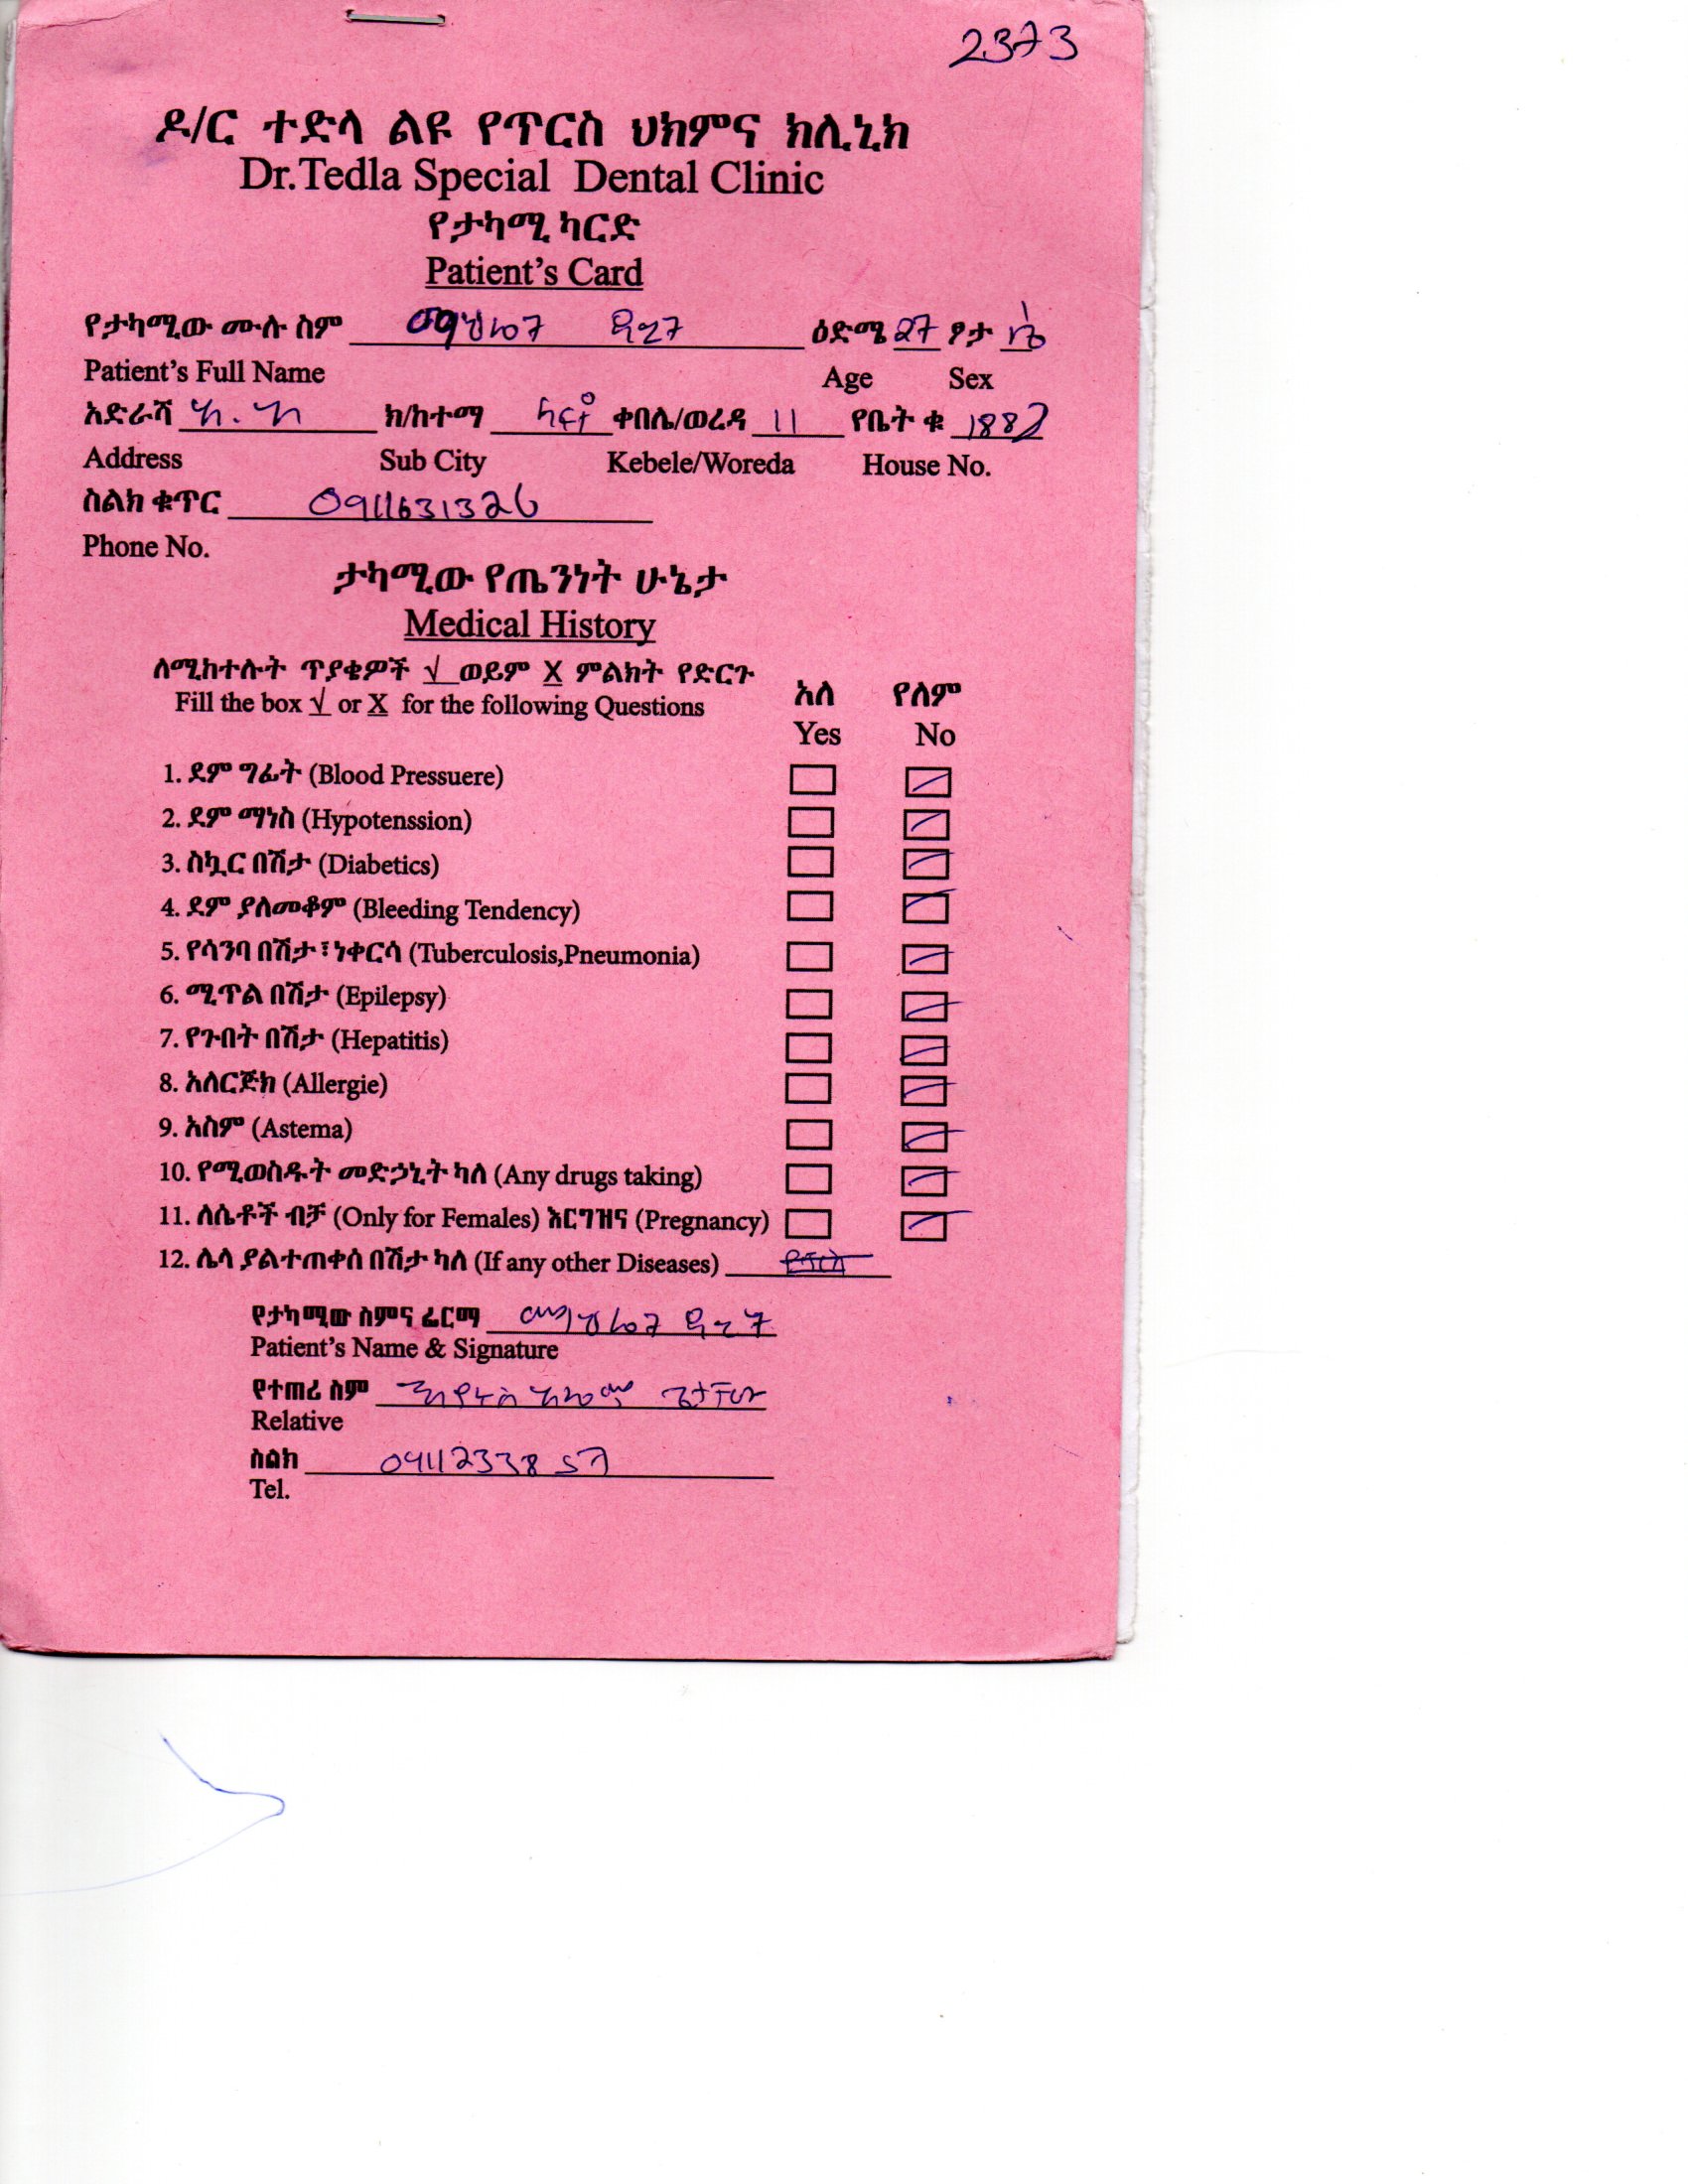 2373
ዶ/ር ተድላ ልዩ የጥርስ ህክምና ክሊኒክ
Dr.Tedla Special Dental Clinic
የታካሚ ካርድ
Patient's Card
የታካሚው ሙሉ ስም ዕድሜ 27 ፆታ ሴ
Patient's Full Name Age Sex
አድራሻ አ.አ ክ/ከተማ ቀበሌ/ወረዳ 11 የቤት ቁ 1882
Address Sub City Kebele/Woreda House No.
ስልክ ቁጥር 0911631326
Phone No.
ታካሚው የጤንነት ሁኔታ
Medical History
ለሚከተሉት ጥያቄዎች √ ወይም X ምልክት የድርጉ አለ የለም
Fill the box √ or X for the following Questions Yes No
1. ደም ግፊት (Blood Pressuere)
2. ደም ማነስ (Hypotenssion)
3. ስኳር በሽታ (Diabetics)
4. ደም ያለመቆም (Bleeding Tendency)
5. የሳንባ በሽታ፣ነቀርሳ (Tuberculosis,Pneumonia)
6. ሚጥል በሽታ (Epilepsy)
7. የጉበት በሽታ (Hepatitis)
8. አለርጅክ (Allergie)
9. አስም (Astema)
10. የሚወስዱት መድኃኒት ካለ (Any drugs taking)
11. ለሴቶች ብቻ (Only for Females) እርግዝና (Pregnancy)
12. ሌላ ያልተጠቀሰ በሽታ ካለ (If any other Diseases)
የታካሚው ስምና ፊርማ
Patient's Name & Signature
የተጠሪ ስም
Relative
ስልክ 0911233857
Tel.